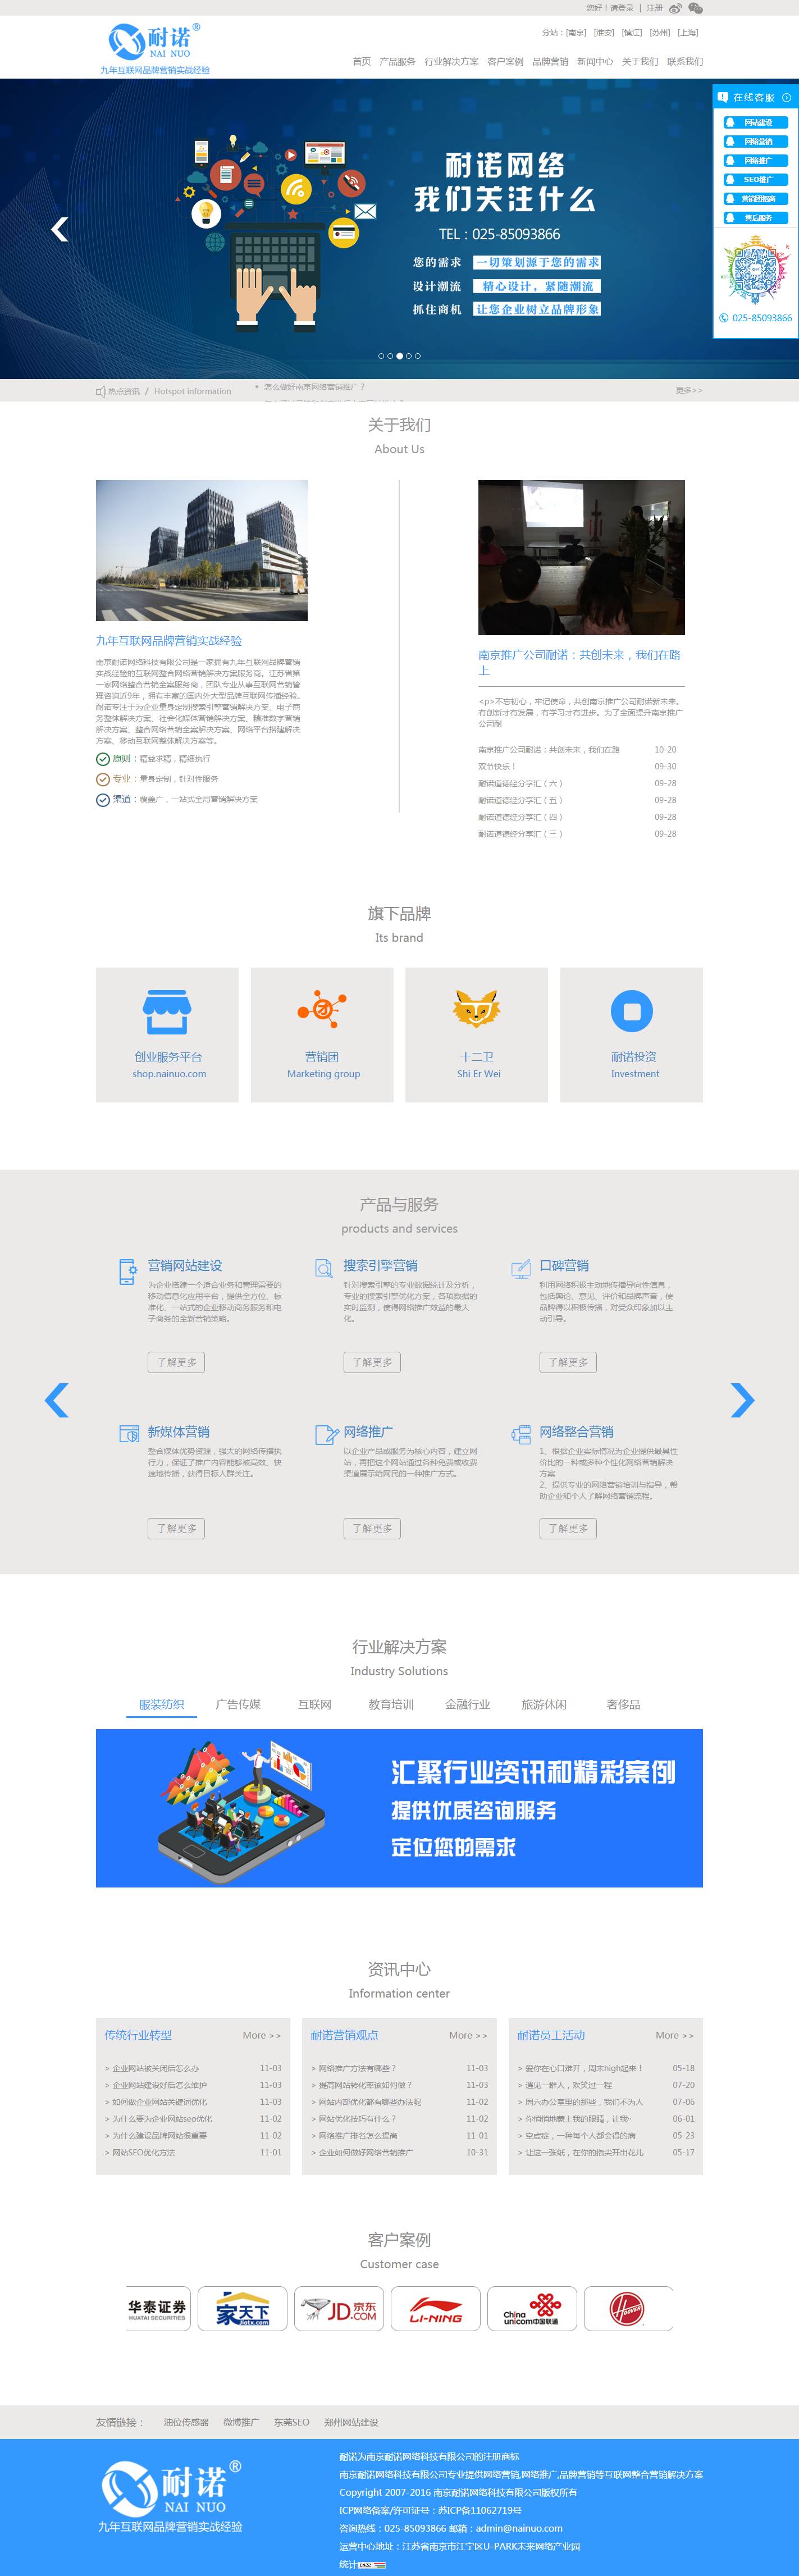 您好！请登录 | 注册
耐诺®
NAI NUO
九年互联网品牌营销实战经验
分站：[南京] [淮安] [镇江] [苏州] [上海]
首页 产品服务 行业解决方案 客户案例 品牌营销 新闻中心 关于我们 联系我们
在线客服
网站建设
网络营销
网络推广
SEO推广
营销团招商
售后服务
025-85093866
耐诺网络
我们关注什么
TEL：025-85093866
您的需求 一切策划源于您的需求
设计潮流 精心设计，紧随潮流
抓住商机 让您企业树立品牌形象
热点资讯 / Hotspot information
怎么做好南京网络营销推广？
更多>>
关于我们
About Us
九年互联网品牌营销实战经验
南京耐诺网络科技有限公司是一家拥有九年互联网品牌营销
实战经验的互联网整合网络营销解决方案服务商。江苏省第
一家网络整合营销全案服务商，团队专业从事互联网营销管
理咨询近9年，拥有丰富的国内外大型品牌互联网传播经验。
耐诺专注于为企业量身定制搜索引擎营销解决方案、电子商
务整体解决方案、社会化媒体营销解决方案、精准数字营销
解决方案、整合网络营销全案解决方案、网络平台搭建解决
方案、移动互联网整体解决方案等。
原则：精益求精，精细执行
专业：量身定制，针对性服务
渠道：覆盖广，一站式全局营销解决方案
南京推广公司耐诺：共创未来，我们在路
上
<p>不忘初心，牢记使命，共创南京推广公司耐诺新未来。
有创新才有发展，有学习才有进步。为了全面提升南京推广
公司耐
南京推广公司耐诺：共创未来，我们在路 10-20
双节快乐！ 09-30
耐诺道德经分享汇（六） 09-28
耐诺道德经分享汇（五） 09-28
耐诺道德经分享汇（四） 09-28
耐诺道德经分享汇（三） 09-28
旗下品牌
Its brand
团
创业服务平台
shop.nainuo.com
营销团
Marketing group
十二卫
Shi Er Wei
耐诺投资
Investment
产品与服务
products and services
营销网站建设
为企业搭建一个适合业务和管理需要的
移动信息化应用平台，提供全方位、标
准化、一站式的企业移动商务服务和电
子商务的全新营销策略。
了解更多
搜索引擎营销
针对搜索引擎的专业数据统计及分析，
专业的搜索引擎优化方案，各项数据的
实时监测，使得网络推广效益的最大
化。
了解更多
口碑营销
利用网络积极主动地传播导向性信息，
包括舆论、意见、评价和品牌声音，使
品牌得以积极传播，对受众印象加以主
动引导。
了解更多
新媒体营销
整合媒体优势资源，强大的网络传播执
行力，保证了推广内容能够被高效、快
速地传播，获得目标人群关注。
了解更多
网络推广
以企业产品或服务为核心内容，建立网
站，再把这个网站通过各种免费或收费
渠道展示给网民的一种推广方式。
了解更多
网络整合营销
1、根据企业实际情况为企业提供最具性
价比的一种或多种个性化网络营销解决
方案
2、提供专业的网络营销培训与指导，帮
助企业和个人了解网络营销流程。
了解更多
行业解决方案
Industry Solutions
服装纺织 广告传媒 互联网 教育培训 金融行业 旅游休闲 奢侈品
汇聚行业资讯和精彩案例
提供优质咨询服务
定位您的需求
资讯中心
Information center
传统行业转型 More >>
> 企业网站被关闭后怎么办 11-03
> 企业网站建设好后怎么维护 11-03
> 如何做企业网站关键词优化 11-03
> 为什么要为企业网站seo优化 11-02
> 为什么建设品牌网站很重要 11-02
> 网站SEO优化方法 11-01
耐诺营销观点 More >>
> 网络推广方法有哪些？ 11-03
> 提高网站转化率该如何做？ 11-03
> 网站内部优化都有哪些办法呢 11-02
> 网站优化技巧有什么？ 11-02
> 网络推广排名怎么提高 11-01
> 企业如何做好网络营销推广 10-31
耐诺员工活动 More >>
> 爱你在心口难开，周末high起来！ 05-18
> 遇见一群人，欢笑过一程 07-20
> 周六办公室里的那些，我们不为人 07-06
> 你悄悄地蒙上我的眼睛，让我~ 06-01
> 空虚症，一种每个人都会得的病 05-23
> 让这一张纸，在你的指尖开出花儿 05-17
客户案例
Customer case
华泰证券
HUATAI SECURITIES
家天下
jiatx.com
JD京东
.COM
LI-NING
China
unicom中国联通
HOOVER
友情链接： 油位传感器 微博推广 东莞SEO 郑州网站建设
耐诺®
NAI NUO
九年互联网品牌营销实战经验
耐诺为南京耐诺网络科技有限公司的注册商标
南京耐诺网络科技有限公司专业提供网络营销,网络推广,品牌营销等互联网整合营销解决方案
Copyright 2007-2016 南京耐诺网络科技有限公司版权所有
ICP网络备案/许可证号：苏ICP备11062719号
咨询热线：025-85093866 邮箱：admin@nainuo.com
运营中心地址：江苏省南京市江宁区U-PARK未来网络产业园
统计 CNZZ